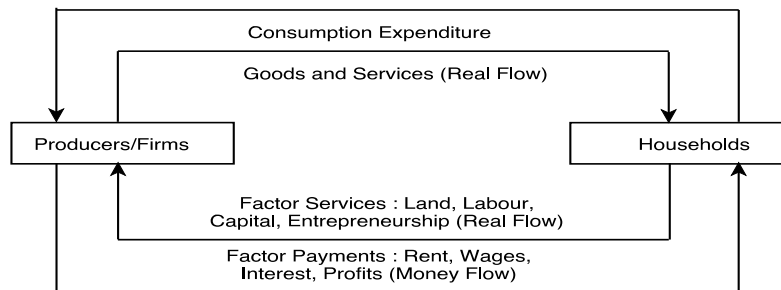 Consumption Expenditure
Goods and Services (Real Flow)
Producers/Firms
Households
Factor Services : Land, Labour,
Capital, Entrepreneurship (Real Flow)
Factor Payments : Rent, Wages,
Interest, Profits (Money Flow)